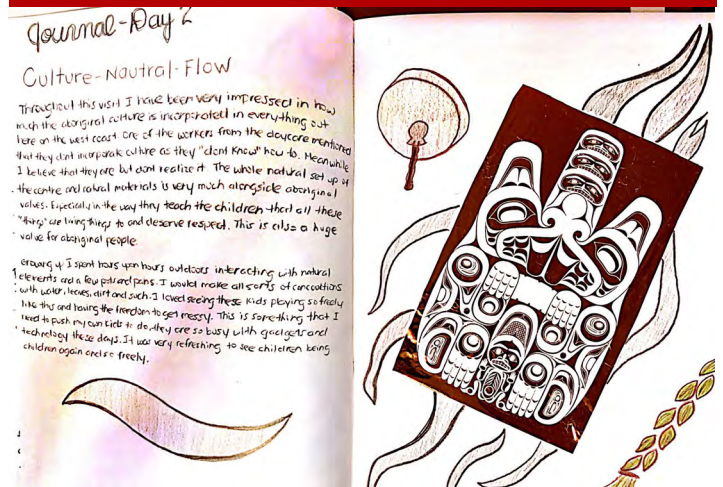 Journal-Day 2
Culture-Nautral-Flow
Throughout this visit I have been very impressed in how
much the aboriginal culture is incorporated in everything out
here on the west coast. One of the workers from the daycare mentioned
that they dont incorporate culture as they "dont know" how to. Meanwhile
I believe that they are but dont realize it. The whole natural set up of
the centre and natural materials is very much alongside aboriginal
values. Especially in the way they teach the children that all these
"things" are living things to and deserve respect. This is also a huge
value for aboriginal people.
Growing up I spent hours upon hours outdoors interacting with natural
elements and a few pots and pans. I would make all sorts of concoctions
with water, leaves, dirt and such. I loved seeing these kids playing so freely
like this and having the freedom to get messy. This is something that I
need to push my own kids to do, they are so busy with gadgets and
technology these days. It was very refreshing to see children being
children again and so freely.